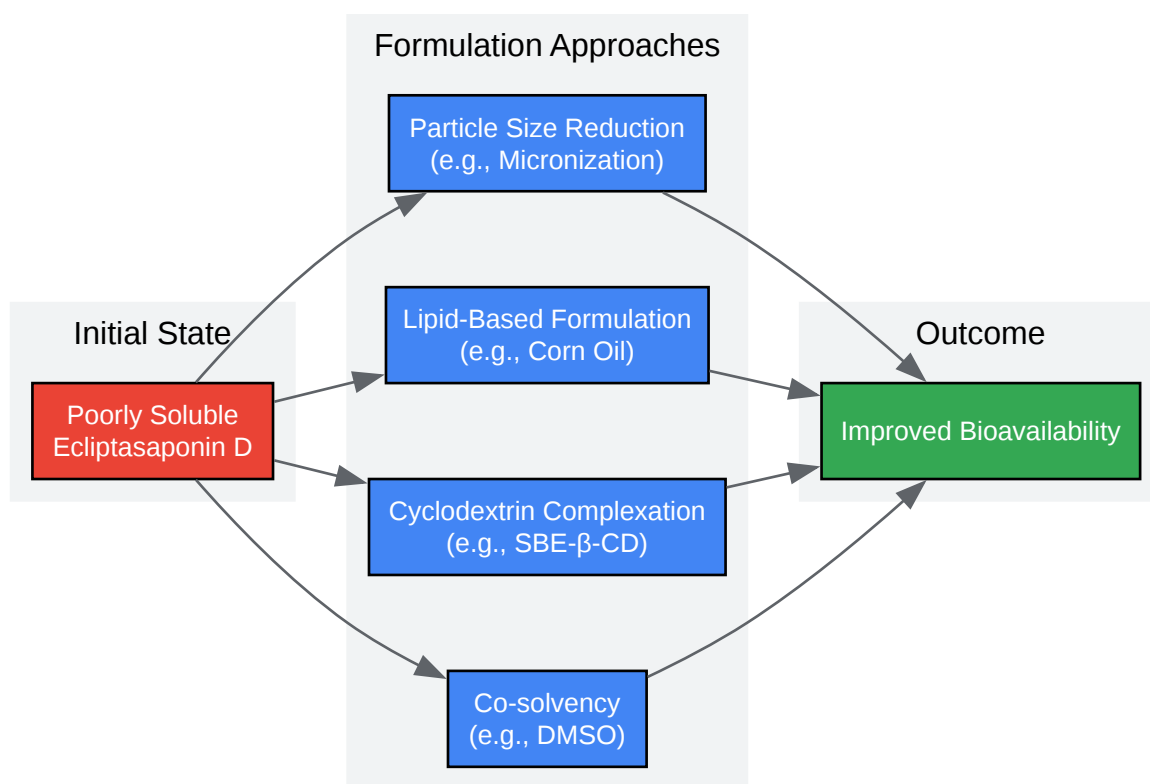 Formulation Approaches
Particle Size Reduction
(e.g., Micronization)
Lipid-Based Formulation
(e.g., Corn Oil)
Initial State
Outcome
Poorly Soluble
Ecliptasaponin D
Improved Bioavailability
Cyclodextrin Complexation
(e.g., SBE-β-CD)
Co-solvency
(e.g., DMSO)